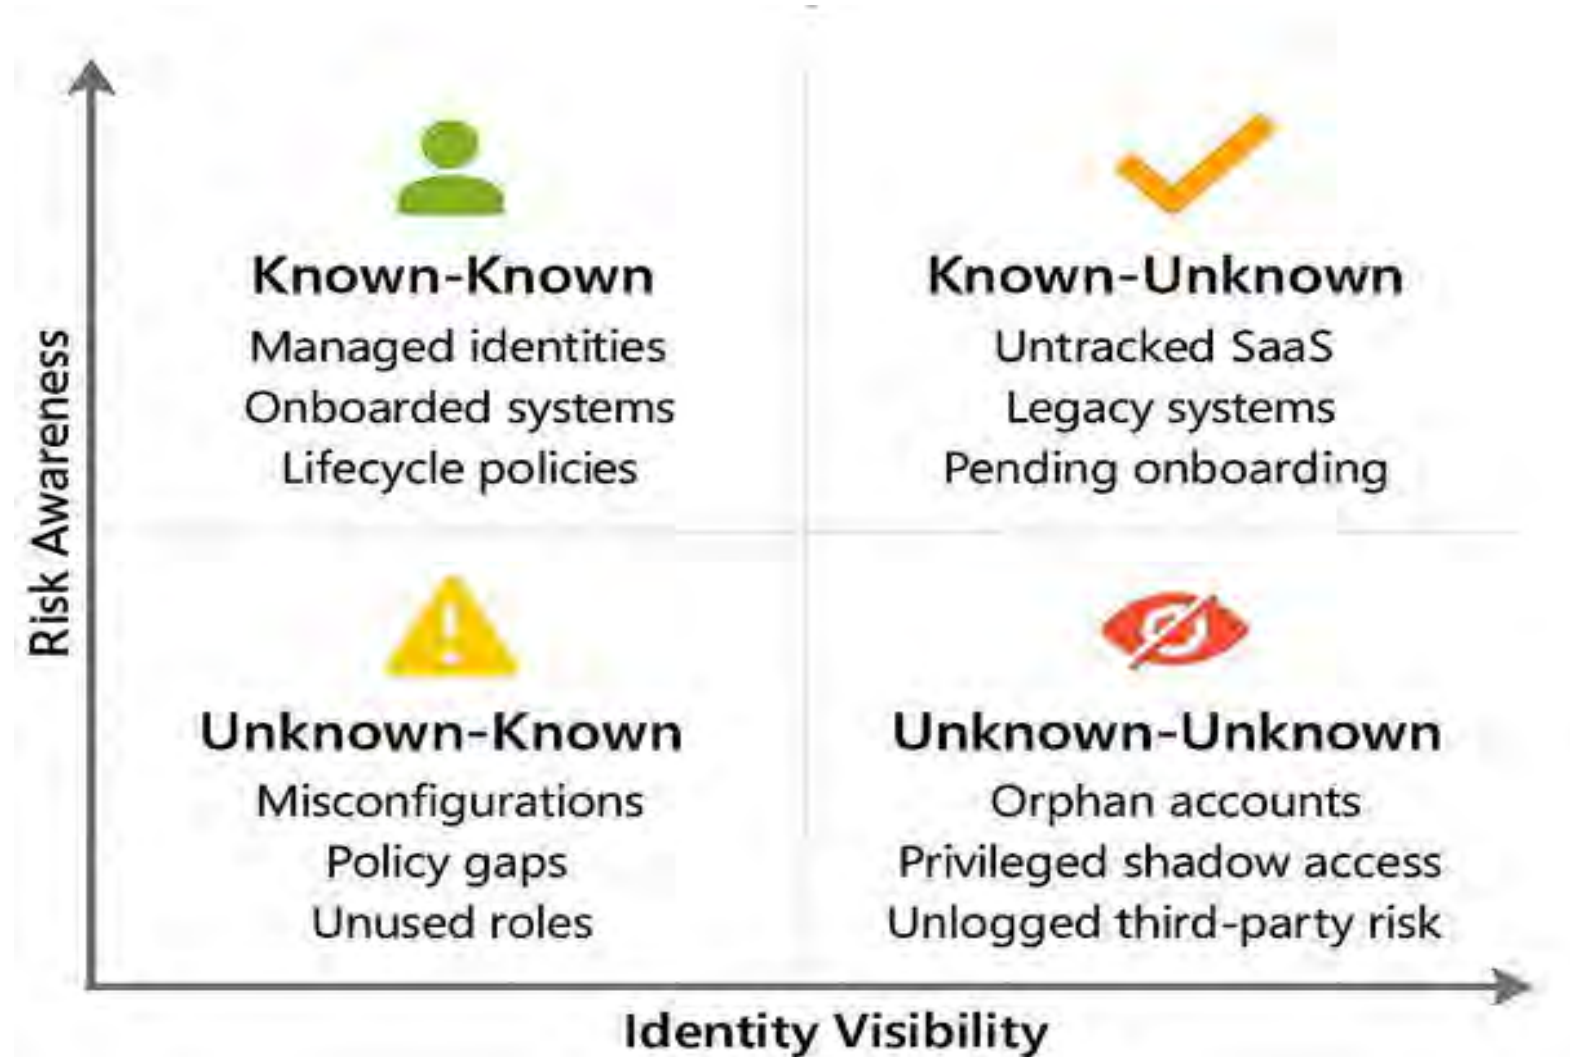 Known-Known
Managed identities
Onboarded systems
Lifecycle policies
Known-Unknown
Untracked SaaS
Legacy systems
Pending onboarding
Risk Awareness
Unknown-Known
Misconfigurations
Policy gaps
Unused roles
Unknown-Unknown
Orphan accounts
Privileged shadow access
Unlogged third-party risk
Identity Visibility